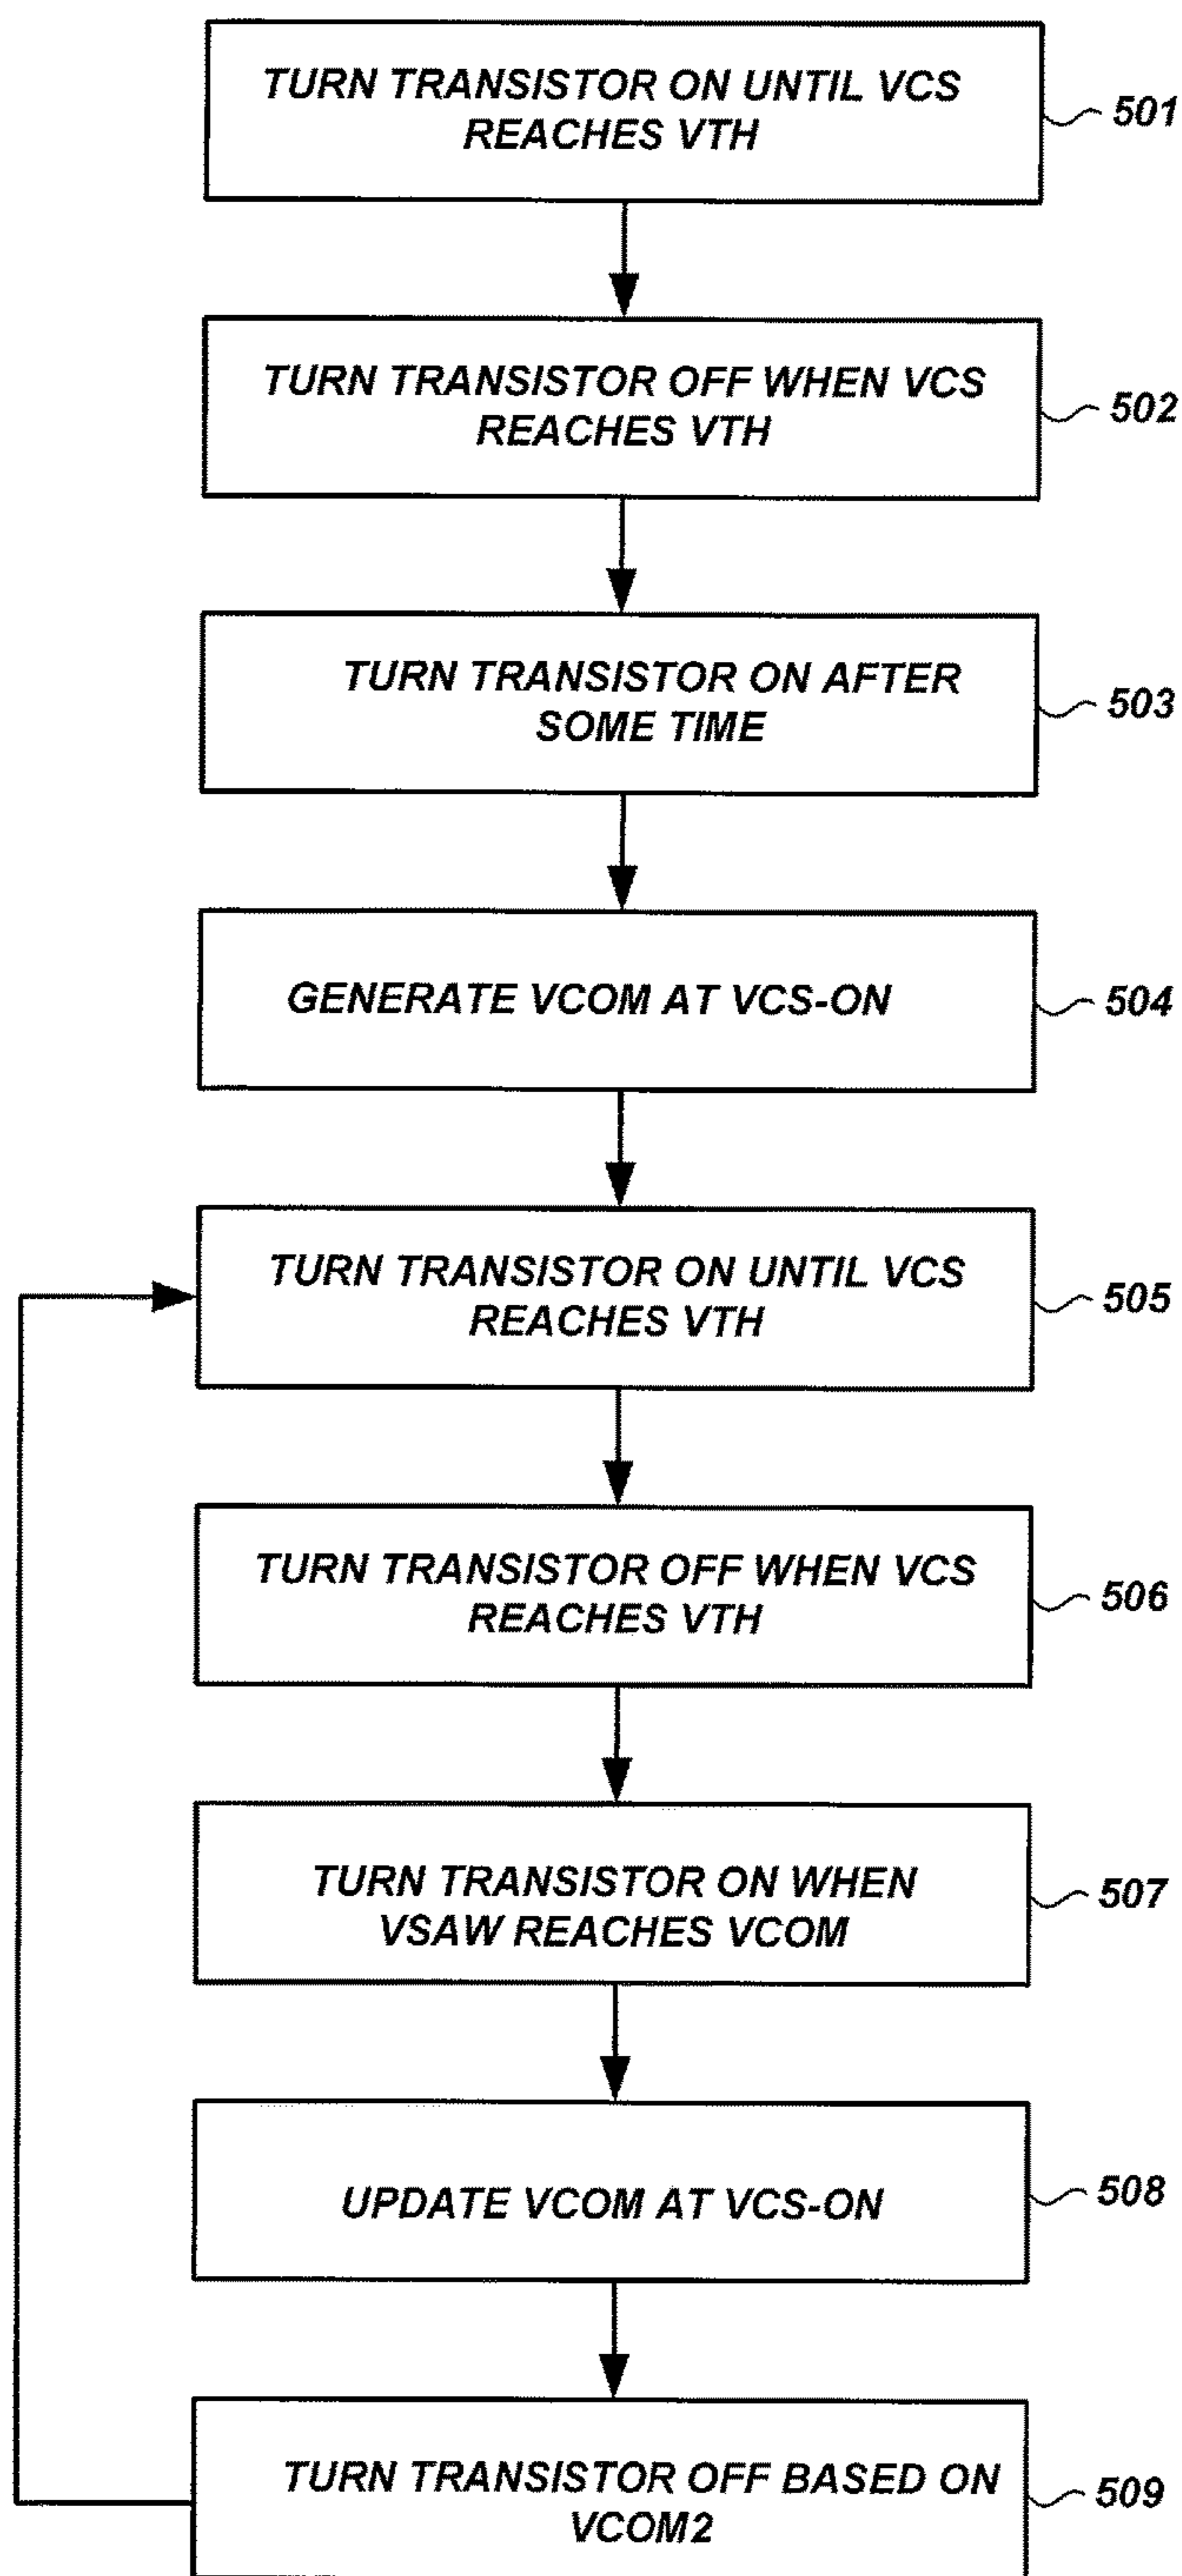 TURN TRANSISTOR ON UNTIL VCS
REACHES VTH
501
TURN TRANSISTOR OFF WHEN VCS
REACHES VTH
502
TURN TRANSISTOR ON AFTER
SOME TIME
503
GENERATE VCOM AT VCS-ON
504
TURN TRANSISTOR ON UNTIL VCS
REACHES VTH
505
TURN TRANSISTOR OFF WHEN VCS
REACHES VTH
506
TURN TRANSISTOR ON WHEN
VSAW REACHES VCOM
507
UPDATE VCOM AT VCS-ON
508
TURN TRANSISTOR OFF BASED ON
VCOM2
509